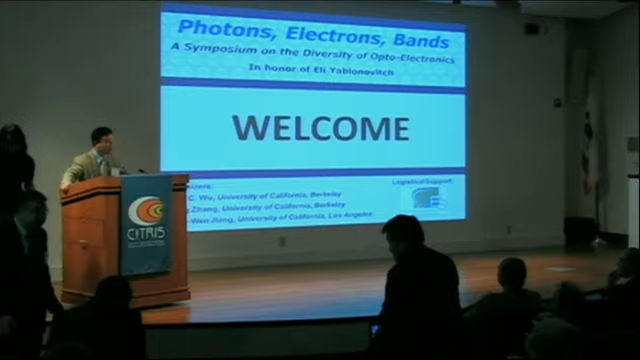 Photons, Electrons, Bands
A Symposium on the Diversity of Opto-Electronics
In honor of Eli Yablonovitch
WELCOME
Logistical Support:
C. Wu, University of California, Berkeley
Zhang, University of California, Berkeley
-Wen Jiang, University of California, Los Angeles
CITRIS